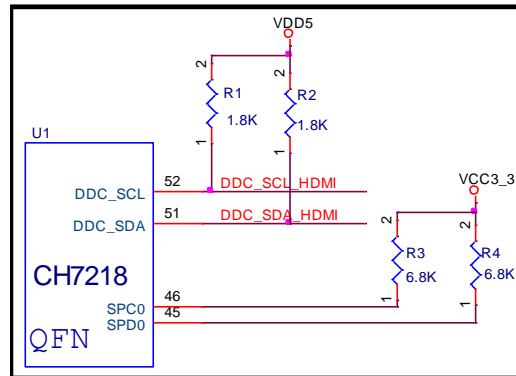 VDD5
2
2
R1
R2
1.8K
1.8K
1
1
U1
52
DDC_SCL_HDMI
DDC_SCL
VCC3_3
51
DDC_SDA_HDMI
DDC_SDA
2
2
R3
R4
6.8K
6.8K
CH7218
1
1
46
SPC0
45
SPD0
QFN